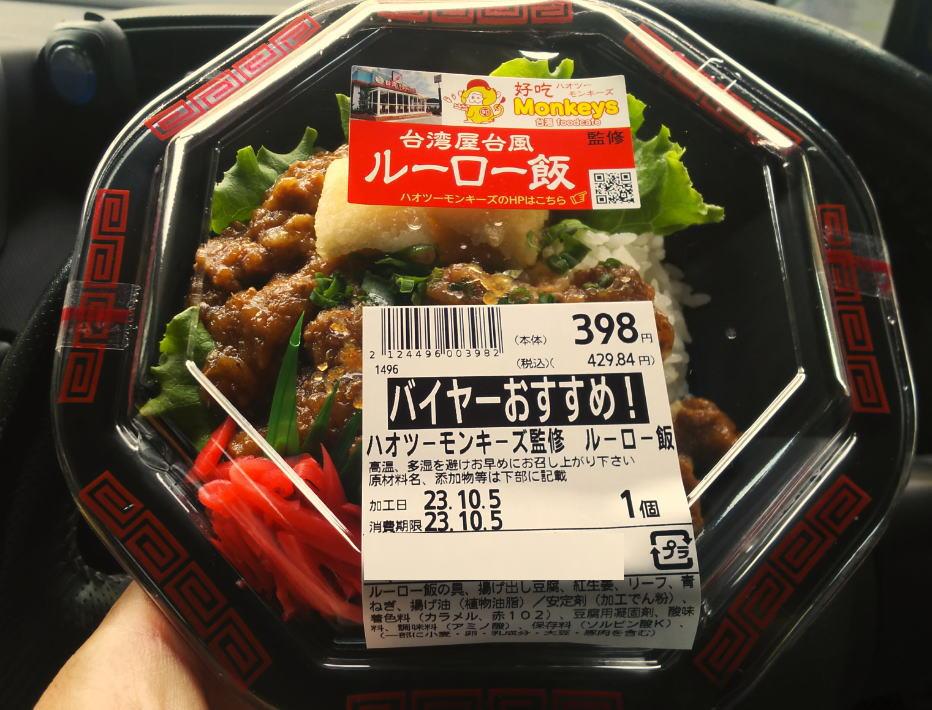 好吃 ハオツー
モンキーズ
Monkeys
台湾 foodcafe
監修
台湾屋台風
ルーロー飯
ハオツーモンキーズのHPはこちら
2 124496 003982
1496
(本体) 398円
(税込)( 429.84 円)
バイヤーおすすめ!
ハオツーモンキーズ監修 ルーロー飯
高温、多湿を避けお早めにお召し上がり下さい
原材料名、添加物等は下部に記載
加工日 23.10.5
消費期限 23.10.5
1個
プラ
ルーロー飯の具、揚げ出し豆腐、紅生姜、リーフ、青
ねぎ、揚げ油(植物油脂)/安定剤(加工でん粉)、
着色料(カラメル、赤102)、豆腐用凝固剤、酸味
料、調味料(アミノ酸)、保存料(ソルビン酸K)、
(一部に小麦・卵・乳成分・大豆・豚肉を含む)